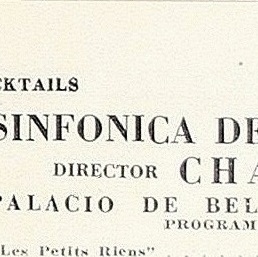 CKTAILS
SINFONICA DE
DIRECTOR CHA
PALACIO DE BEL
PROGRAM
Les Petits Riens" . . . . .